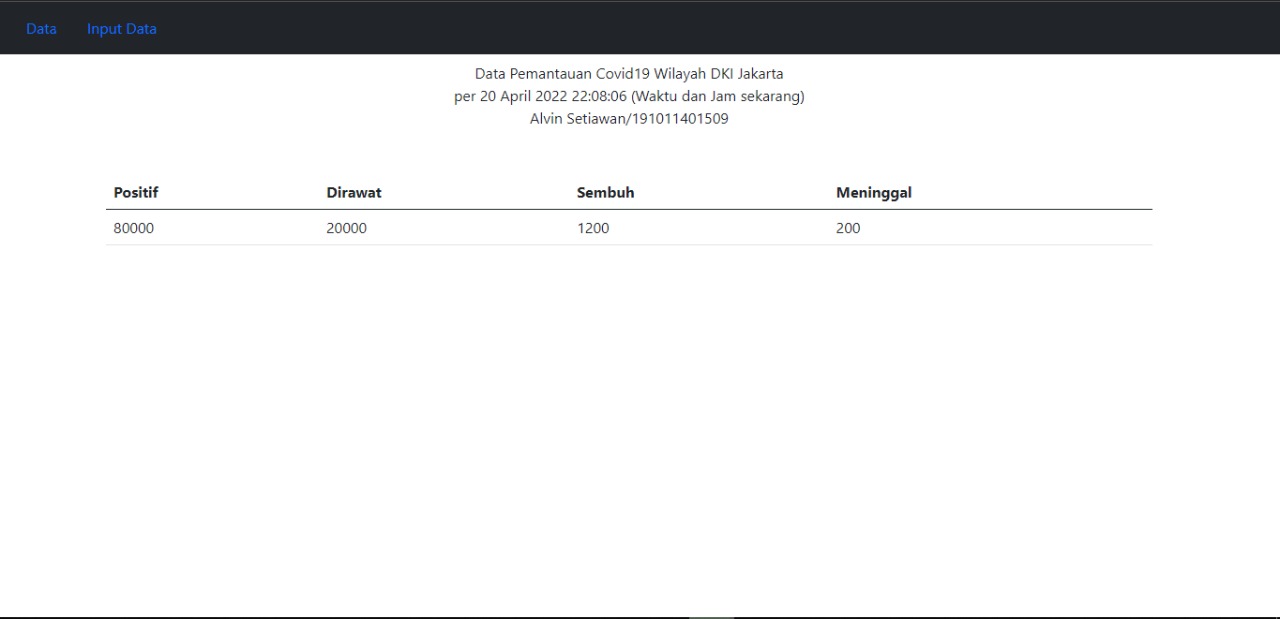 Data Input Data
Data Pemantauan Covid19 Wilayah DKI Jakarta
per 20 April 2022 22:08:06 (Waktu dan Jam sekarang)
Alvin Setiawan/191011401509
Positif Dirawat Sembuh Meninggal
80000 20000 1200 200